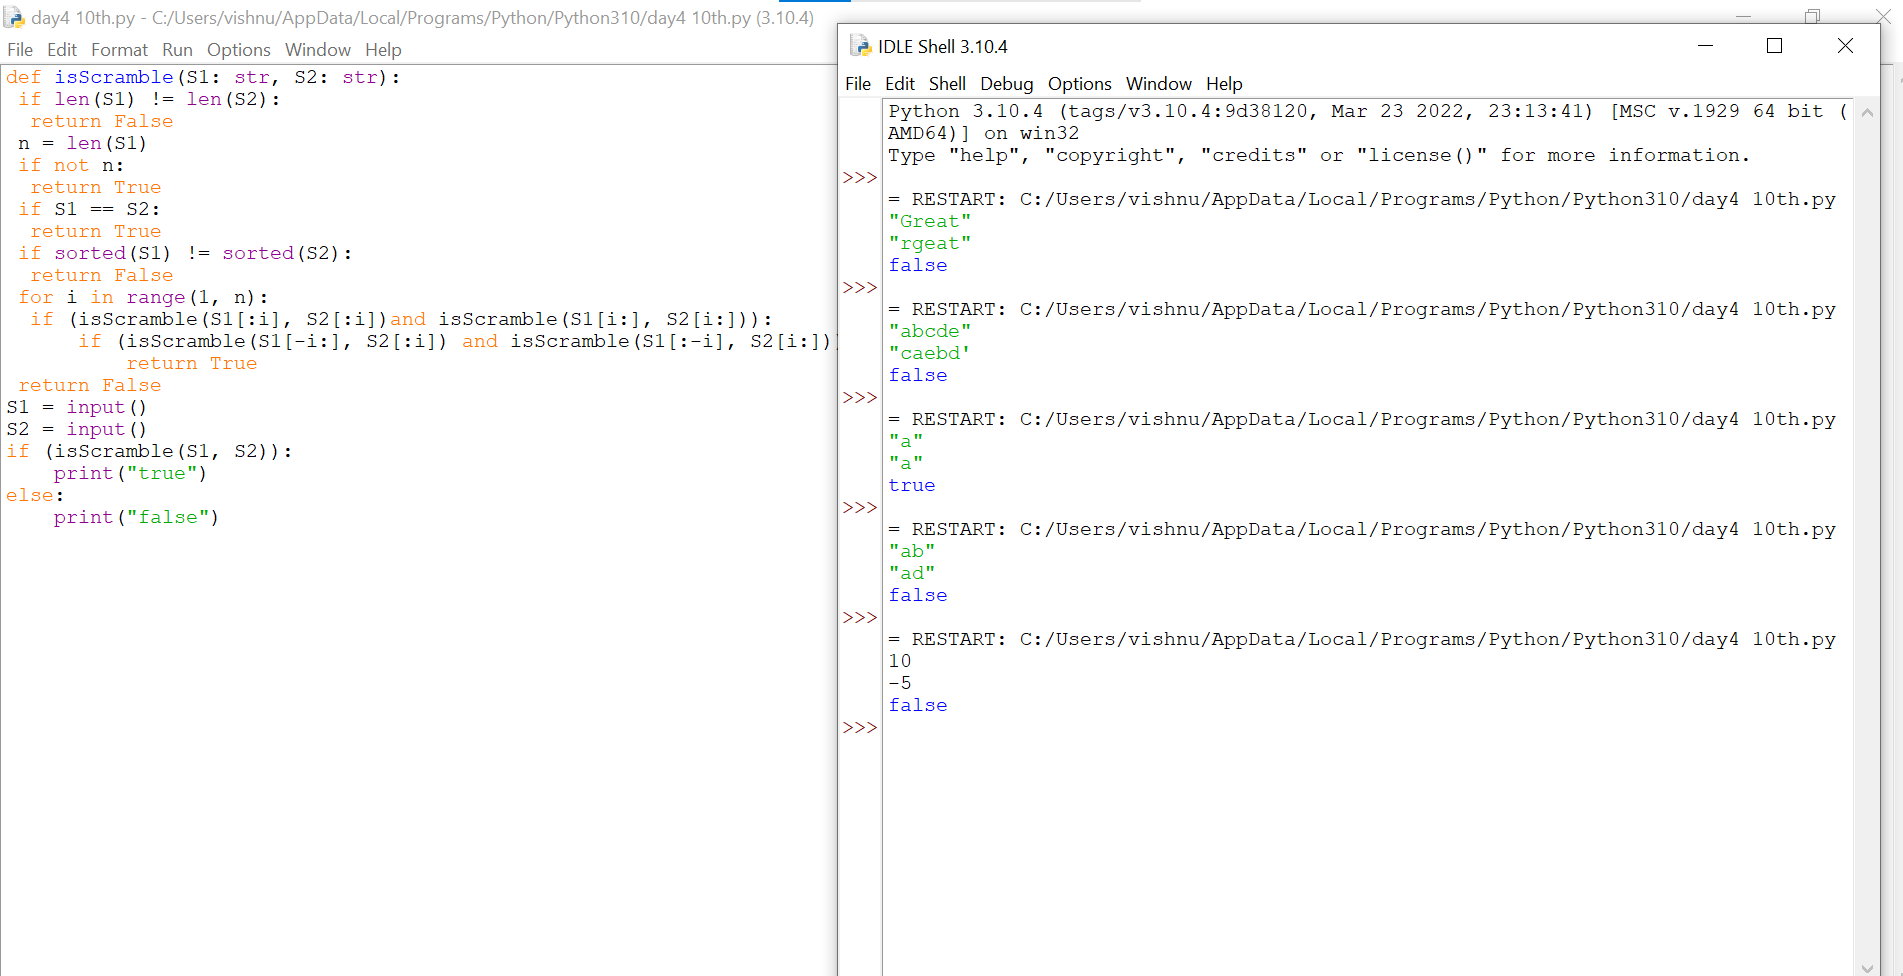 day4 10th.py - C:/Users/vishnu/AppData/Local/Programs/Python/Python310/day4 10th.py (3.10.4)
File Edit Format Run Options Window Help
def isScramble(S1: str, S2: str):
 if len(S1) != len(S2):
  return False
 n = len(S1)
 if not n:
  return True
 if S1 == S2:
  return True
 if sorted(S1) != sorted(S2):
  return False
 for i in range(1, n):
  if (isScramble(S1[:i], S2[:i])and isScramble(S1[i:], S2[i:])):
      if (isScramble(S1[-i:], S2[:i]) and isScramble(S1[:-i], S2[i:])
          return True
 return False
S1 = input()
S2 = input()
if (isScramble(S1, S2)):
    print("true")
else:
    print("false")
IDLE Shell 3.10.4
File Edit Shell Debug Options Window Help
Python 3.10.4 (tags/v3.10.4:9d38120, Mar 23 2022, 23:13:41) [MSC v.1929 64 bit (
AMD64)] on win32
Type "help", "copyright", "credits" or "license()" for more information.
>>>
= RESTART: C:/Users/vishnu/AppData/Local/Programs/Python/Python310/day4 10th.py
"Great"
"rgeat"
false
>>>
= RESTART: C:/Users/vishnu/AppData/Local/Programs/Python/Python310/day4 10th.py
"abcde"
"caebd'
false
>>>
= RESTART: C:/Users/vishnu/AppData/Local/Programs/Python/Python310/day4 10th.py
"a"
"a"
true
>>>
= RESTART: C:/Users/vishnu/AppData/Local/Programs/Python/Python310/day4 10th.py
"ab"
"ad"
false
>>>
= RESTART: C:/Users/vishnu/AppData/Local/Programs/Python/Python310/day4 10th.py
10
-5
false
>>>